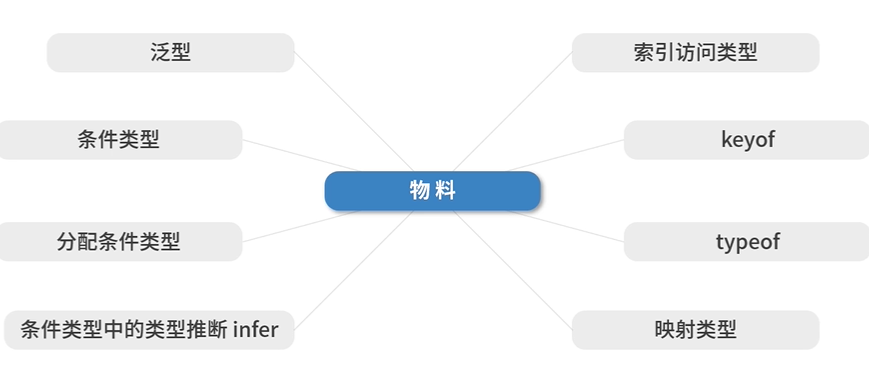 泛型
索引访问类型
条件类型
keyof
物料
分配条件类型
typeof
条件类型中的类型推断 infer
映射类型